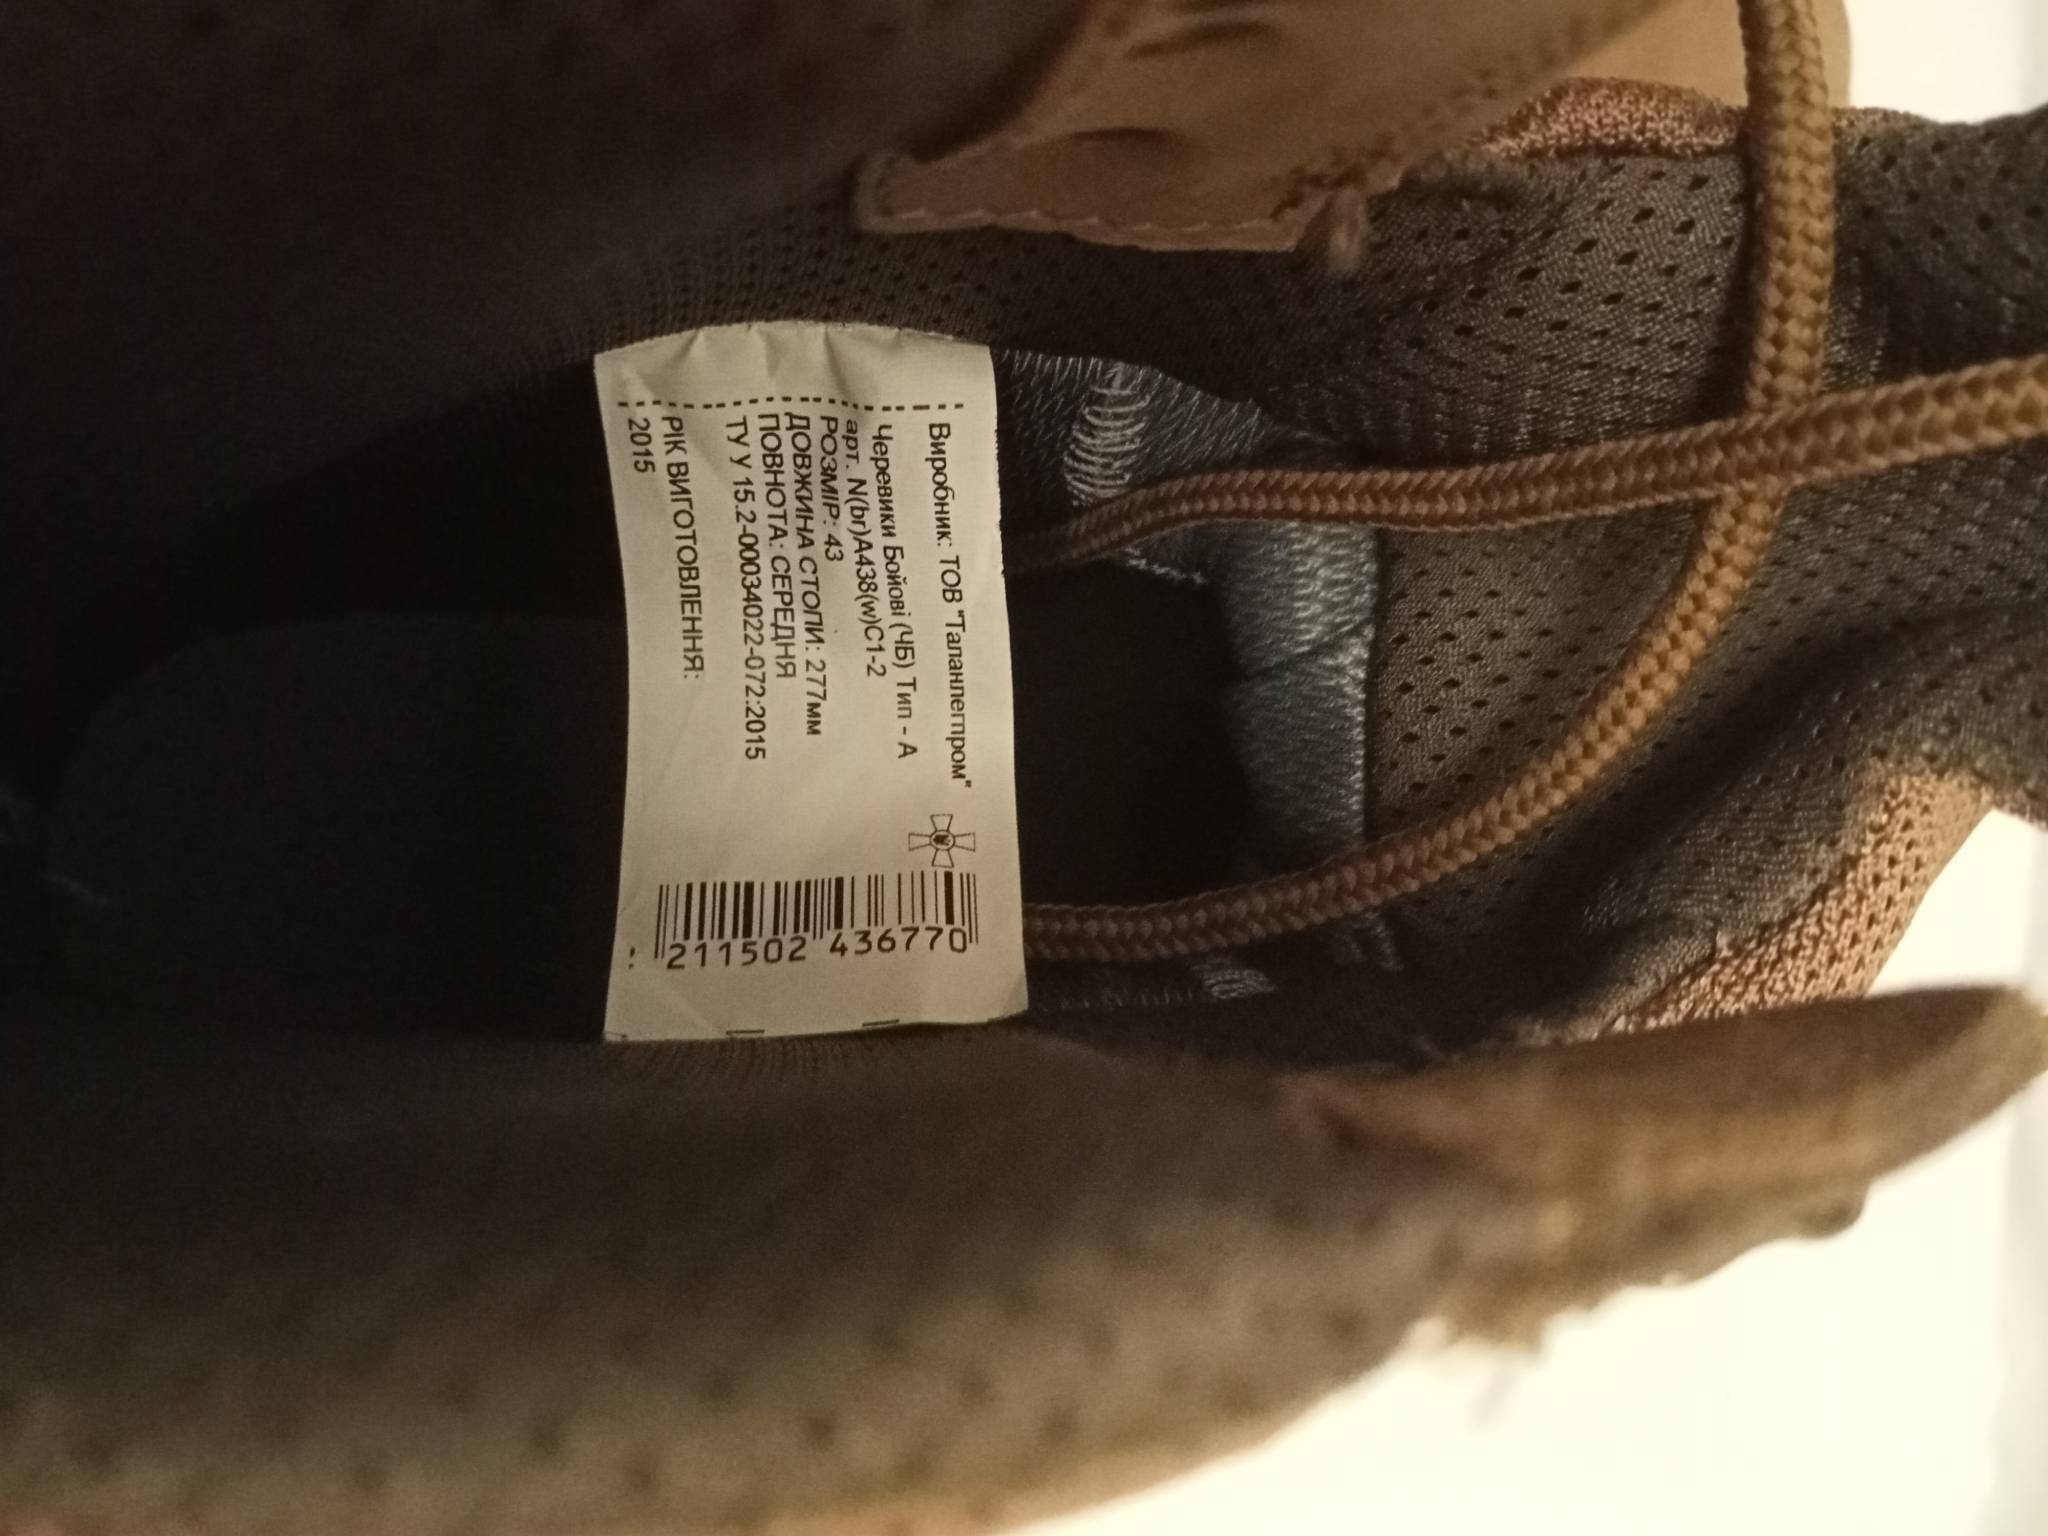 Виробник: ТОВ "Таланлегпром"
Черевики Бойові (ЧБ) Тип - А
арт. N(br)A438(w)C1-2
РОЗМІР: 43
ДОВЖИНА СТОПИ: 277мм
ПОВНОТА: СЕРЕДНЯ
ТУ У 15.2-00034022-072:2015
РІК ВИГОТОВЛЕННЯ:
2015
211502 436770